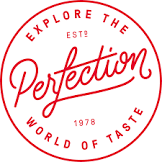 EXPLORE THE
ESTD
Perfection
1978
WORLD OF TASTE